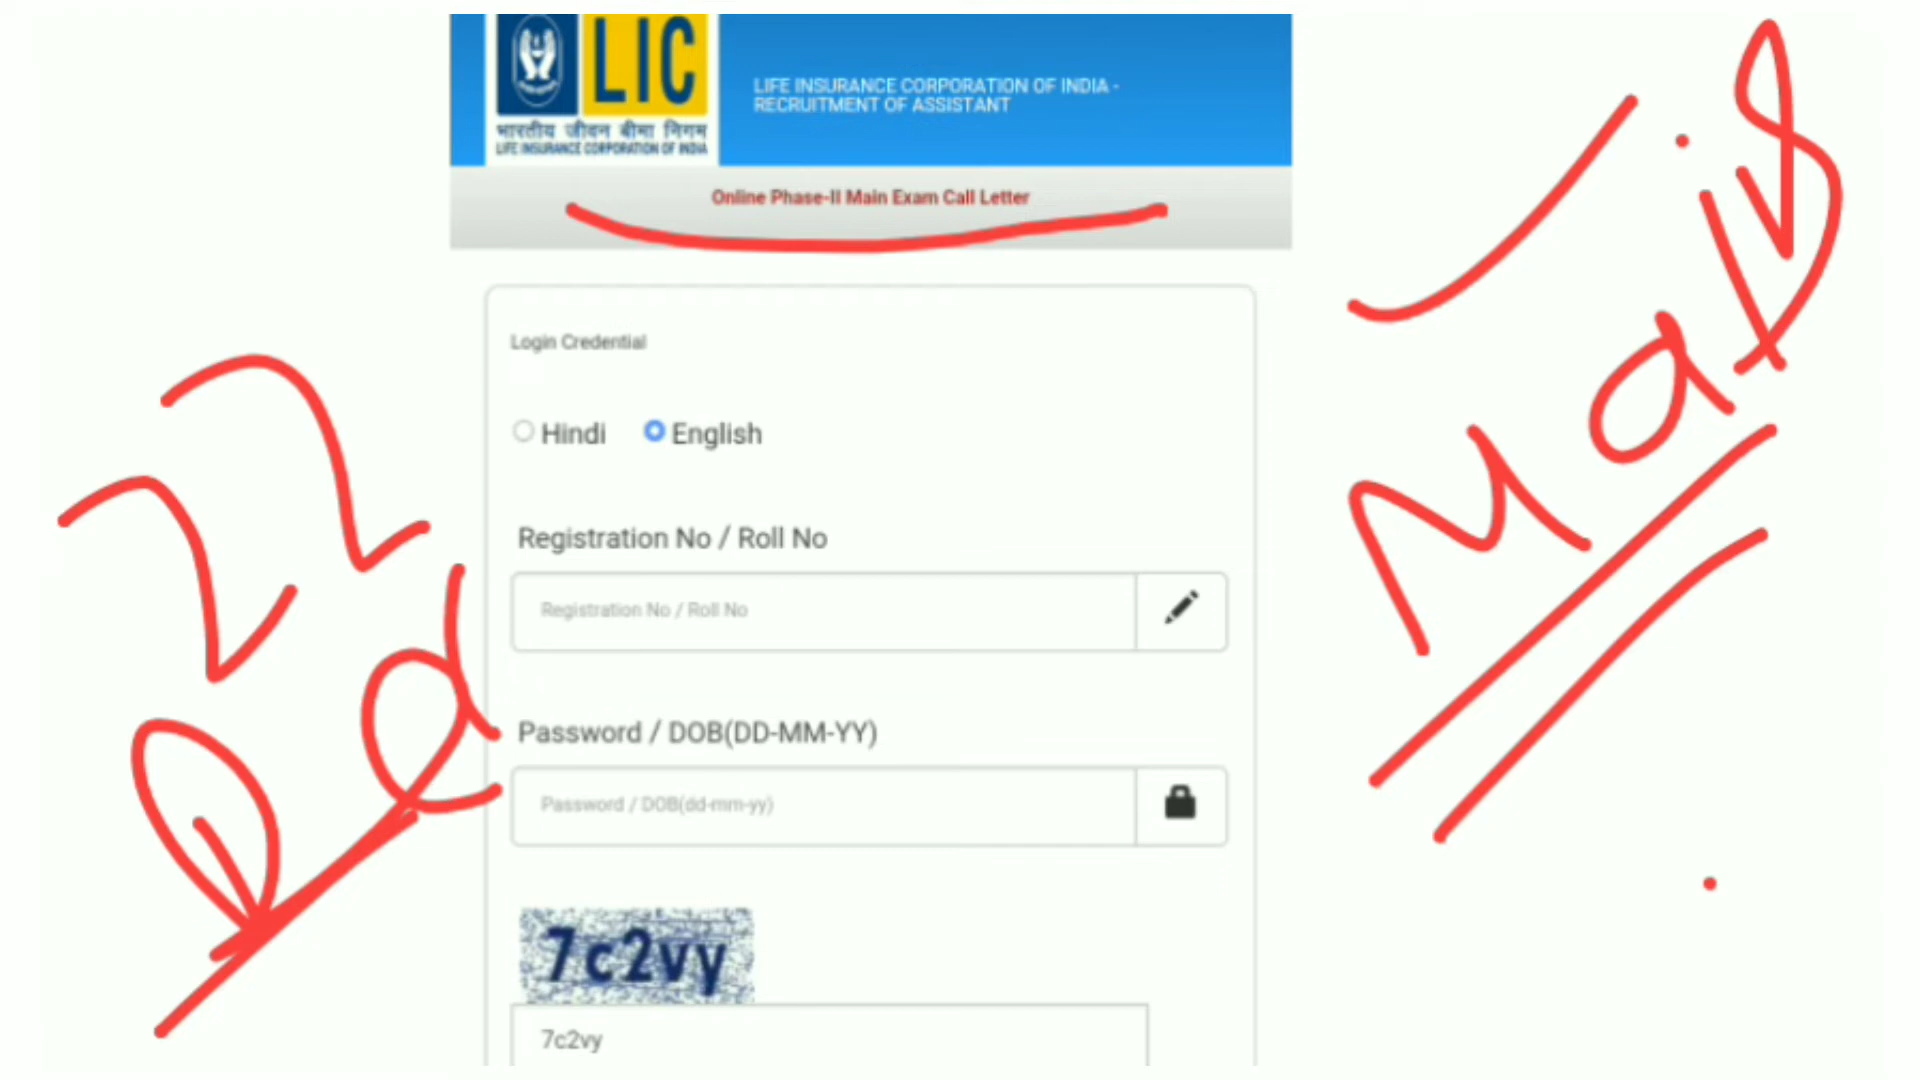 LIC
भारतीय जीवन बीमा निगम
LIFE INSURANCE CORPORATION OF INDIA
LIFE INSURANCE CORPORATION OF INDIA -
RECRUITMENT OF ASSISTANT
Online Phase-II Main Exam Call Letter
Login Credential
Hindi English
Registration No / Roll No
Registration No / Roll No
Password / DOB(DD-MM-YY)
Password / DOB(dd-mm-yy)
7c2vy
7c2vy
22
Dec
Mains